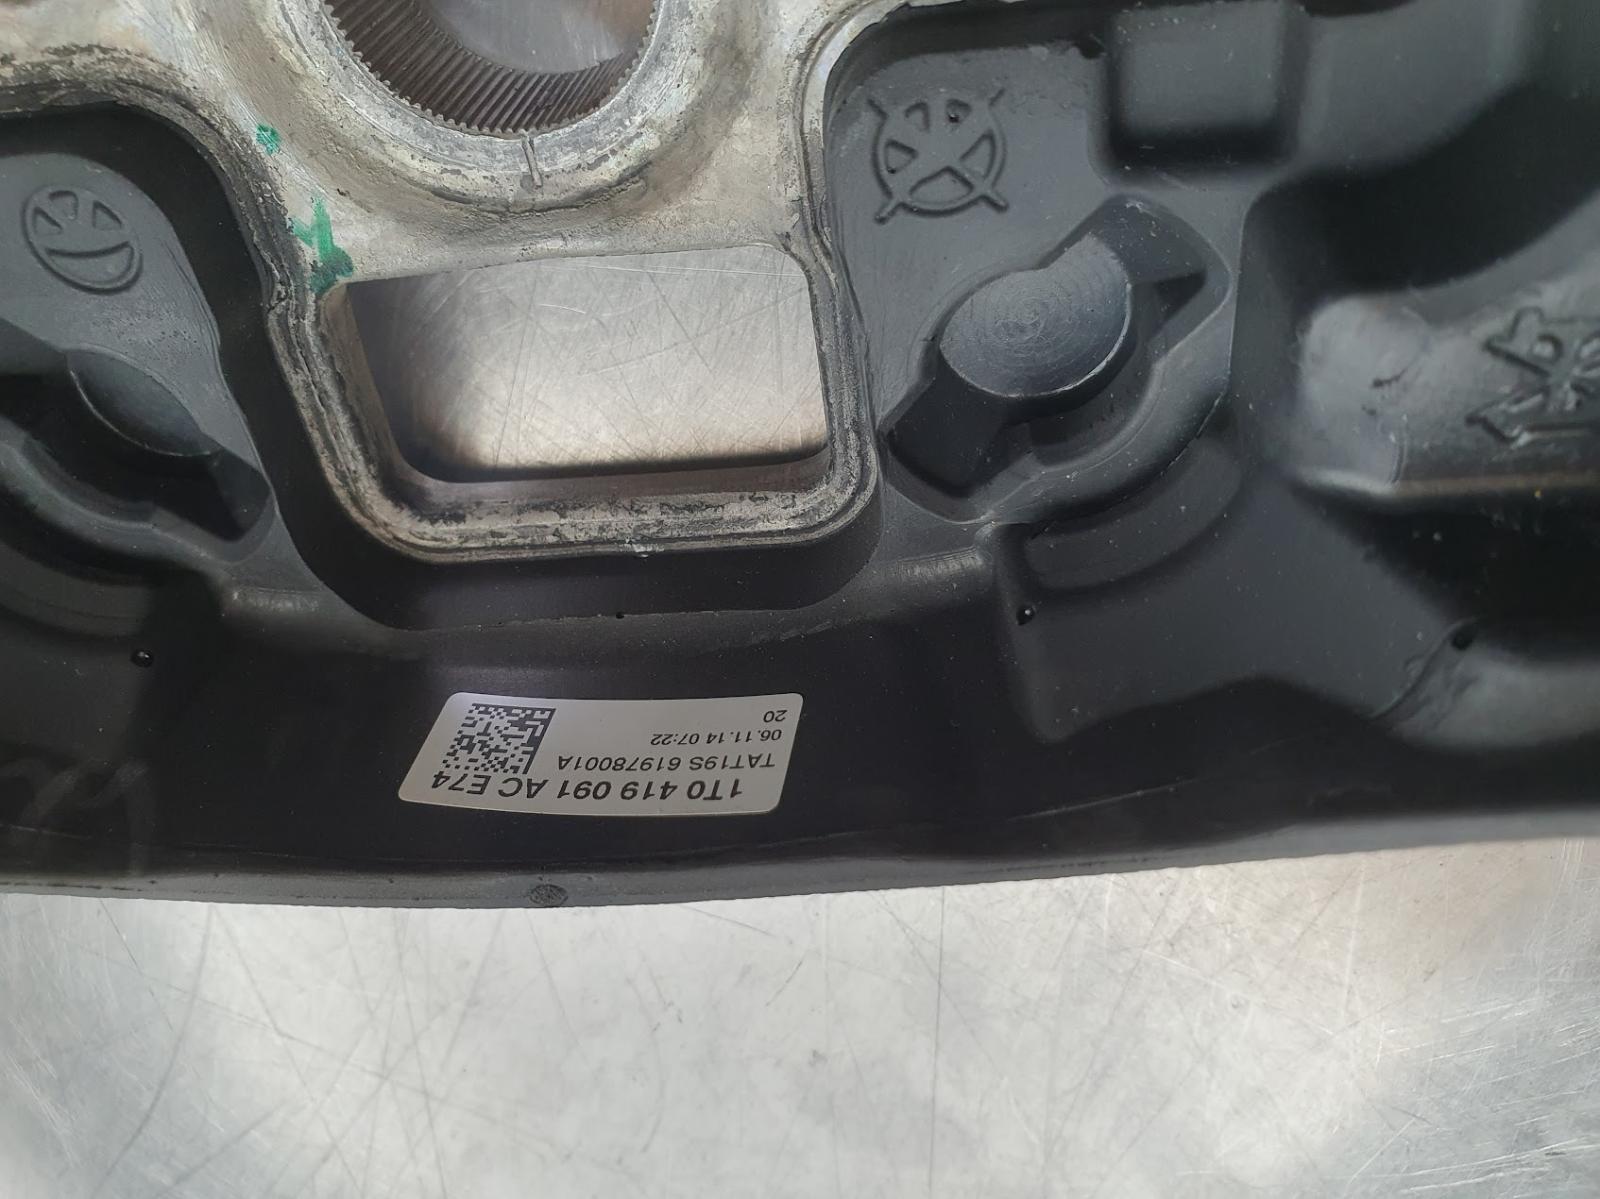 1T0 419 091 AC E74
TAT19S 61978001A
06.11.14 07:22
20